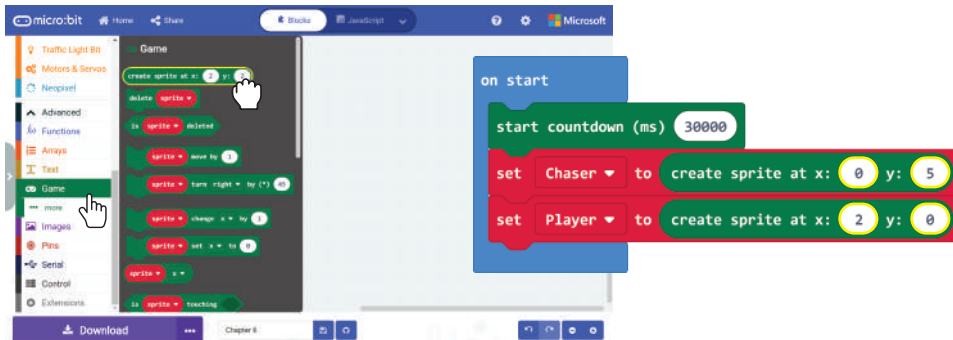 micro:bit Home Share Blocks JavaScript Microsoft
Traffic Light Bit
Motors & Servos
Neopixel
Advanced
Functions
Arrays
Text
Game
more
Images
Pins
Serial
Control
Extensions
Game
create sprite at x: 2 y:
delete sprite
is sprite deleted
sprite move by 1
sprite turn right by (°) 45
sprite change x by 1
sprite set x to 0
sprite x
is sprite touching
Download Chapter 8
on start
start countdown (ms) 30000
set Chaser to create sprite at x: 0 y: 5
set Player to create sprite at x: 2 y: 0